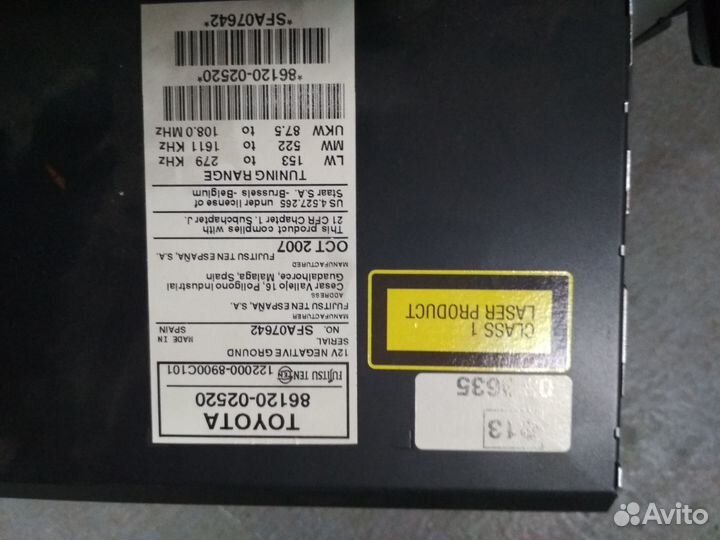 TOYOTA
86120-02520
FUJITSU TEN TEN 122000-8900C101
12V NEGATIVE GROUND
SERIAL NO. SFA07642 MADE IN SPAIN
MANUFACTURER
FUJITSU TEN ESPAÑA, S.A.
ADDRESS
Cesar Vallejo 16, Poligono Industrial
Guadalhorce, Malaga, Spain
MANUFACTURED
OCT 2007 FUJITSU TEN ESPAÑA, S.A.
This product complies with
21 CFR Chapter 1. Subchapter J.
US 4.527.265 under license of
Staar S.A. -Brussels -Belgium
TUNING RANGE
LW 153 to 279 KHz
MW 522 to 1611 KHz
UKW 87.5 to 108.0 MHz
*86120-02520*
*SFA07642*
CLASS 1
LASER PRODUCT
13
635
Avito